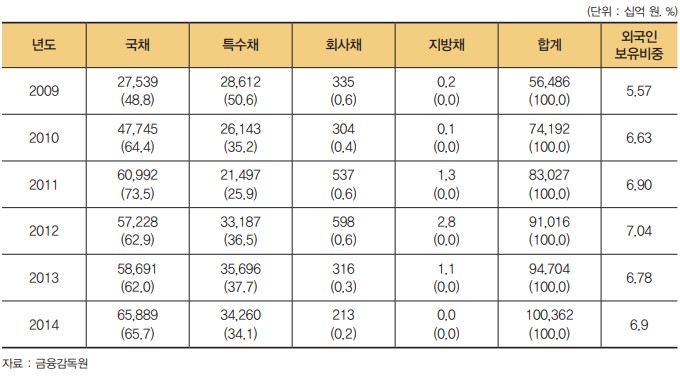 (단위 : 십억 원, %)
년도 국채 특수채 회사채 지방채 합계 외국인 보유비중
2009 27,539 28,612 335 0.2 56,486 5.57
(48.8) (50.6) (0.6) (0.0) (100.0)
2010 47,745 26,143 304 0.1 74,192 6.63
(64.4) (35.2) (0.4) (0.0) (100.0)
2011 60,992 21,497 537 1.3 83,027 6.90
(73.5) (25.9) (0.6) (0.0) (100.0)
2012 57,228 33,187 598 2.8 91,016 7.04
(62.9) (36.5) (0.6) (0.0) (100.0)
2013 58,691 35,696 316 1.1 94,704 6.78
(62.0) (37.7) (0.3) (0.0) (100.0)
2014 65,889 34,260 213 0.0 100,362 6.9
(65.7) (34.1) (0.2) (0.0) (100.0)
자료 : 금융감독원